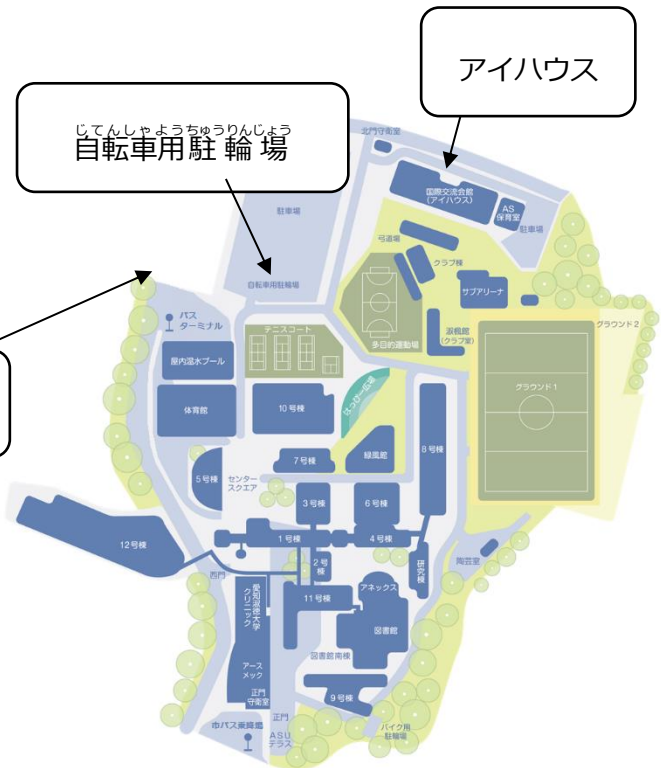 アイハウス
じてんしゃようちゅうりんじょう
自転車用駐輪場
北門守衛室
国際交流会館
(アイハウス)
AS
保育室
駐車場
駐車場
弓道場
クラブ棟
サブアリーナ
自転車用駐輪場
バス
ターミナル
テニスコート
多目的運動場
淑楓館
(クラブ室)
グラウンド2
グラウンド1
屋内温水プール
体育館
10号棟
はっぴー広場
8号棟
7号棟
緑風館
5号棟
センター
スクエア
3号棟
6号棟
12号棟
1号棟
4号棟
2号
棟
研究棟
陶芸室
西門
愛知淑徳大学
クリニック
11号棟
アネックス
図書館
図書館南棟
アース
メック
正門
守衛室
9号棟
正門
市バス乗降場
ASU
テラス
バイク用
駐輪場